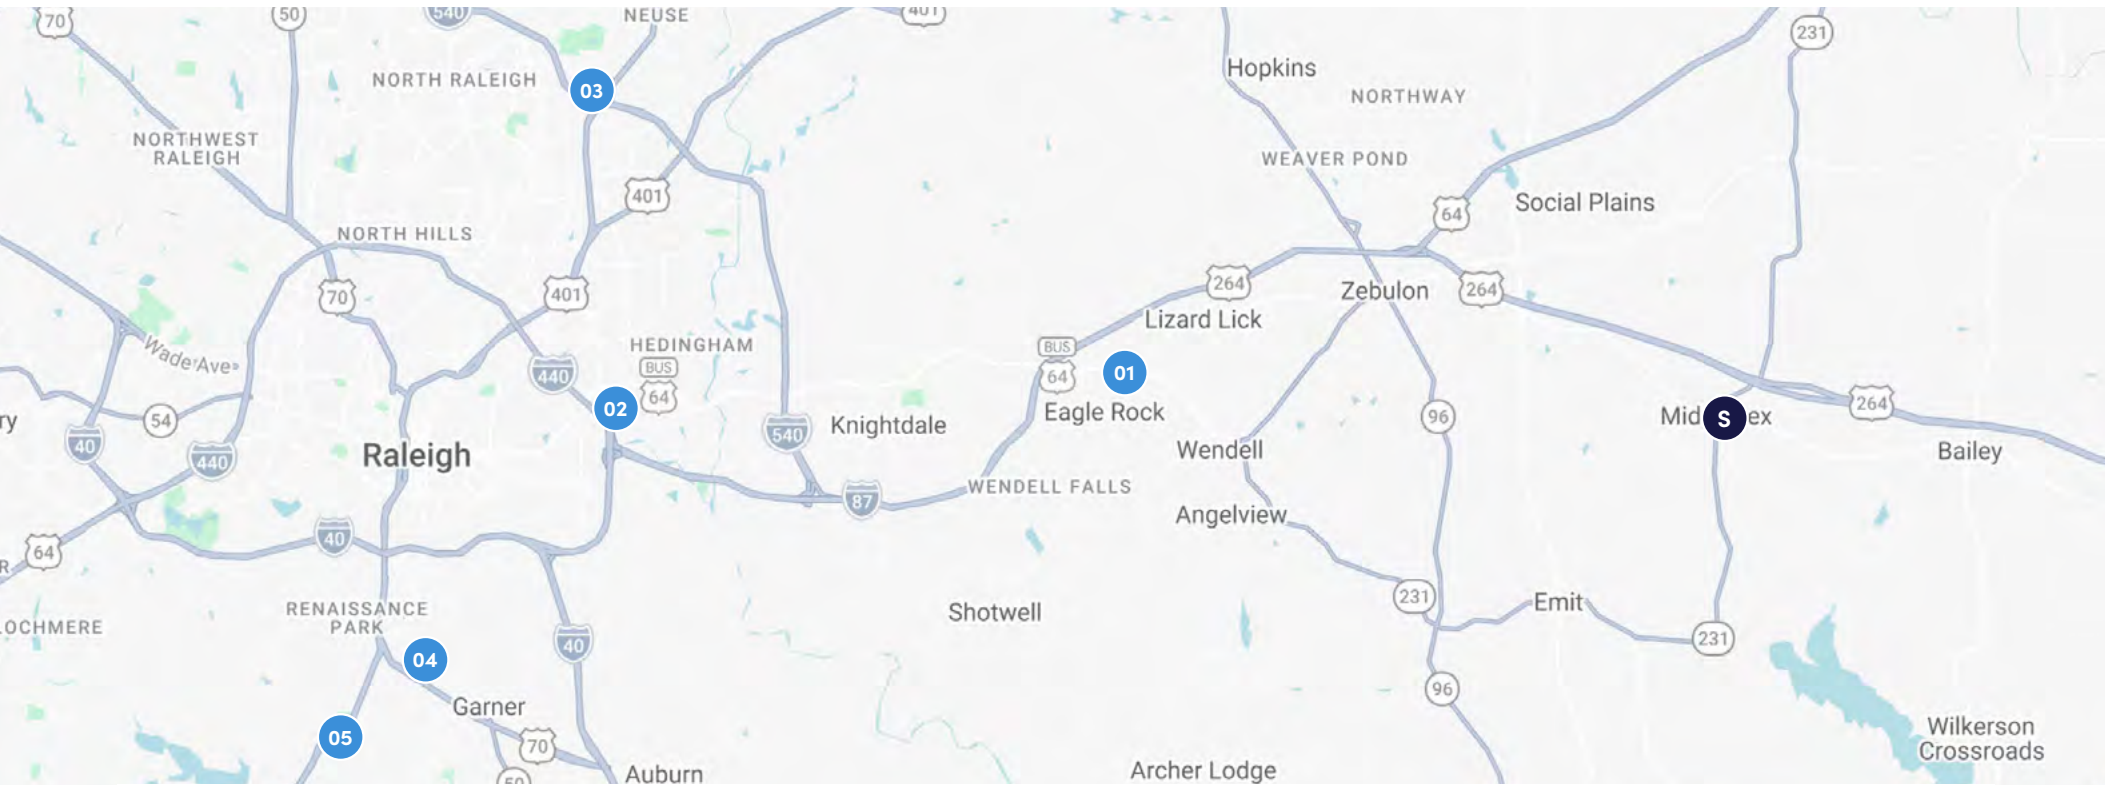 70
50
540
NEUSE
401
231
Hopkins
NORTH RALEIGH
03
NORTHWAY
NORTHWEST
RALEIGH
WEAVER POND
401
64
Social Plains
NORTH HILLS
70
401
264
Zebulon
264
Lizard Lick
Wade Ave
HEDINGHAM
BUS
64
BUS
64
01
440
02
54
40
440
Raleigh
540
Knightdale
Eagle Rock
96
Wendell
Mid
S
ex
264
Bailey
ry
87
WENDELL FALLS
Angelview
40
64
R
RENAISSANCE
PARK
LOCHMERE
40
Shotwell
231
Emit
231
04
Garner
96
05
70
50
Auburn
Archer Lodge
Wilkerson
Crossroads